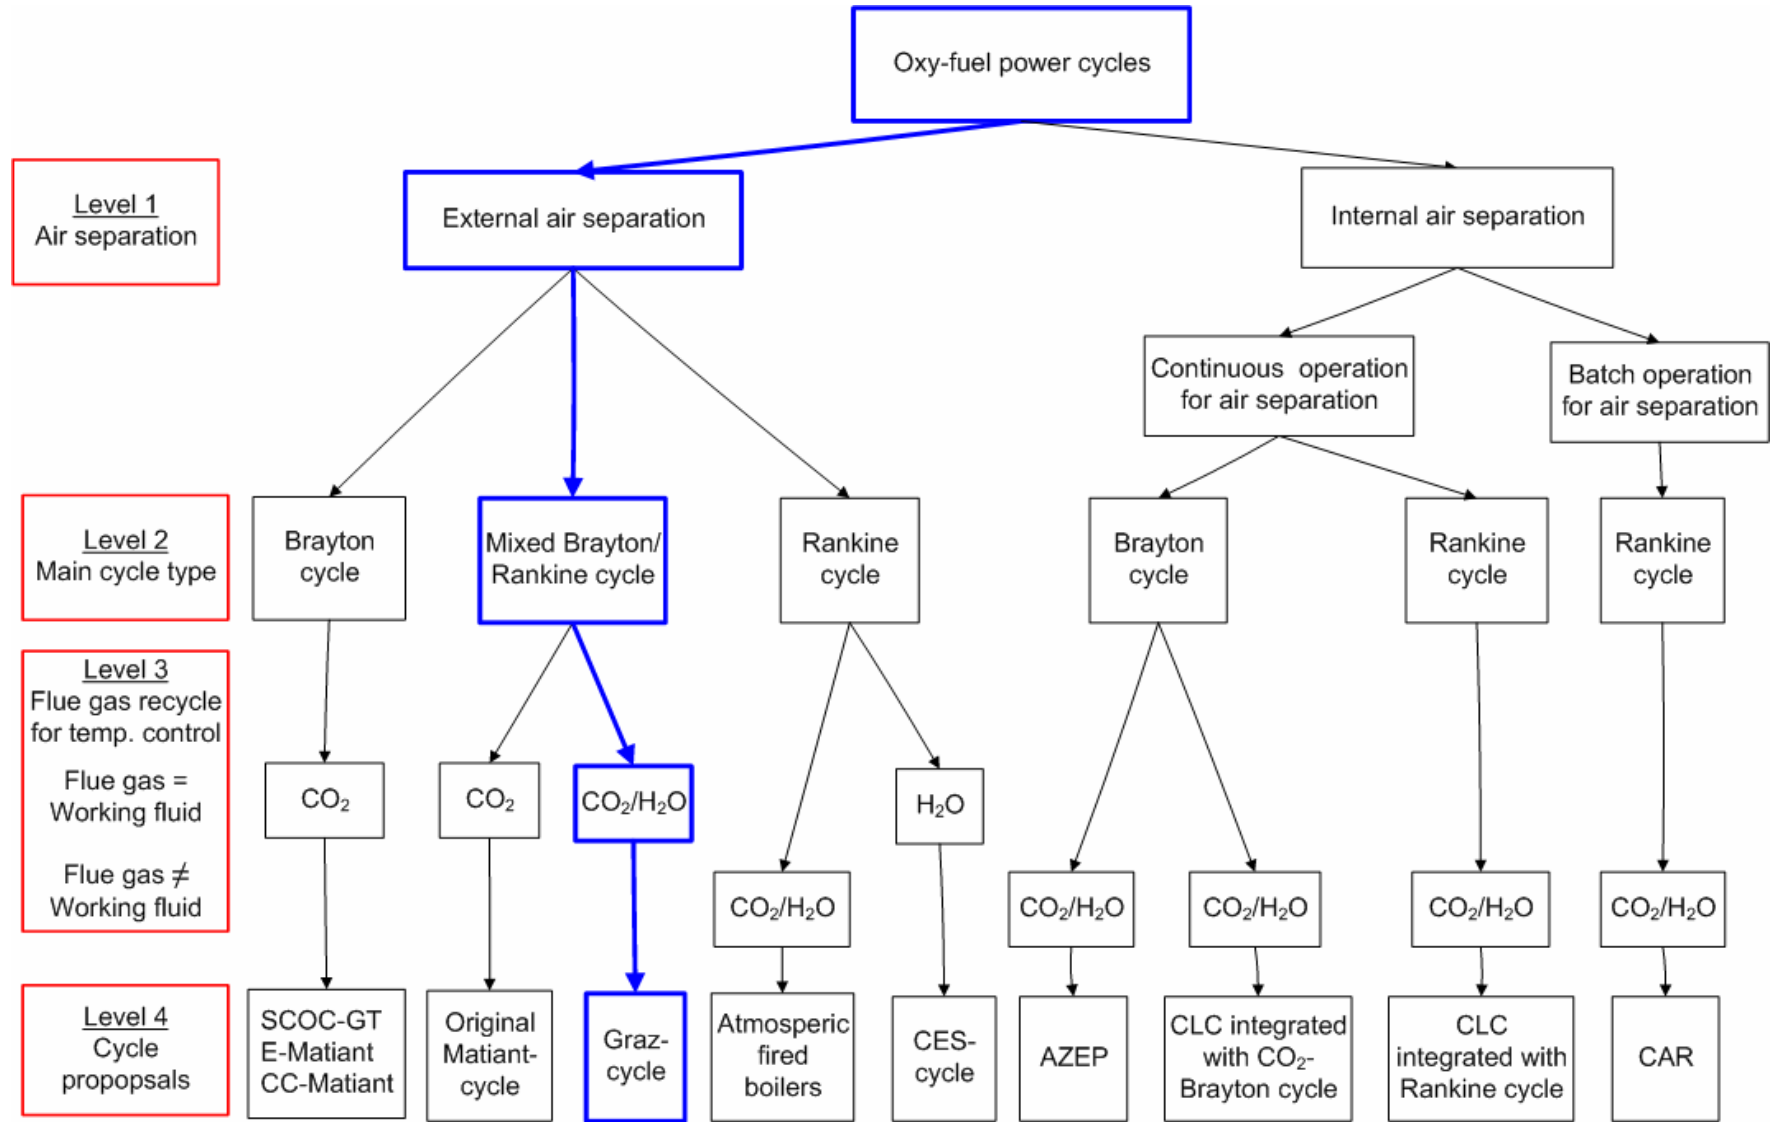 Oxy-fuel power cycles
Level 1
Air separation
External air separation
Internal air separation
Continuous operation
for air separation
Batch operation
for air separation
Level 2
Main cycle type
Brayton
cycle
Mixed Brayton/
Rankine cycle
Rankine
cycle
Brayton
cycle
Rankine
cycle
Rankine
cycle
Level 3
Flue gas recycle
for temp. control
Flue gas =
Working fluid
Flue gas ≠
Working fluid
CO₂
CO₂
CO₂/H₂O
H₂O
CO₂/H₂O
CO₂/H₂O
CO₂/H₂O
CO₂/H₂O
CO₂/H₂O
Level 4
Cycle
propopsals
SCOC-GT
E-Matiant
CC-Matiant
Original
Matiant-
cycle
Graz-
cycle
Atmosperic
fired
boilers
CES-
cycle
AZEP
CLC integrated
with CO₂-
Brayton cycle
CLC
integrated with
Rankine cycle
CAR